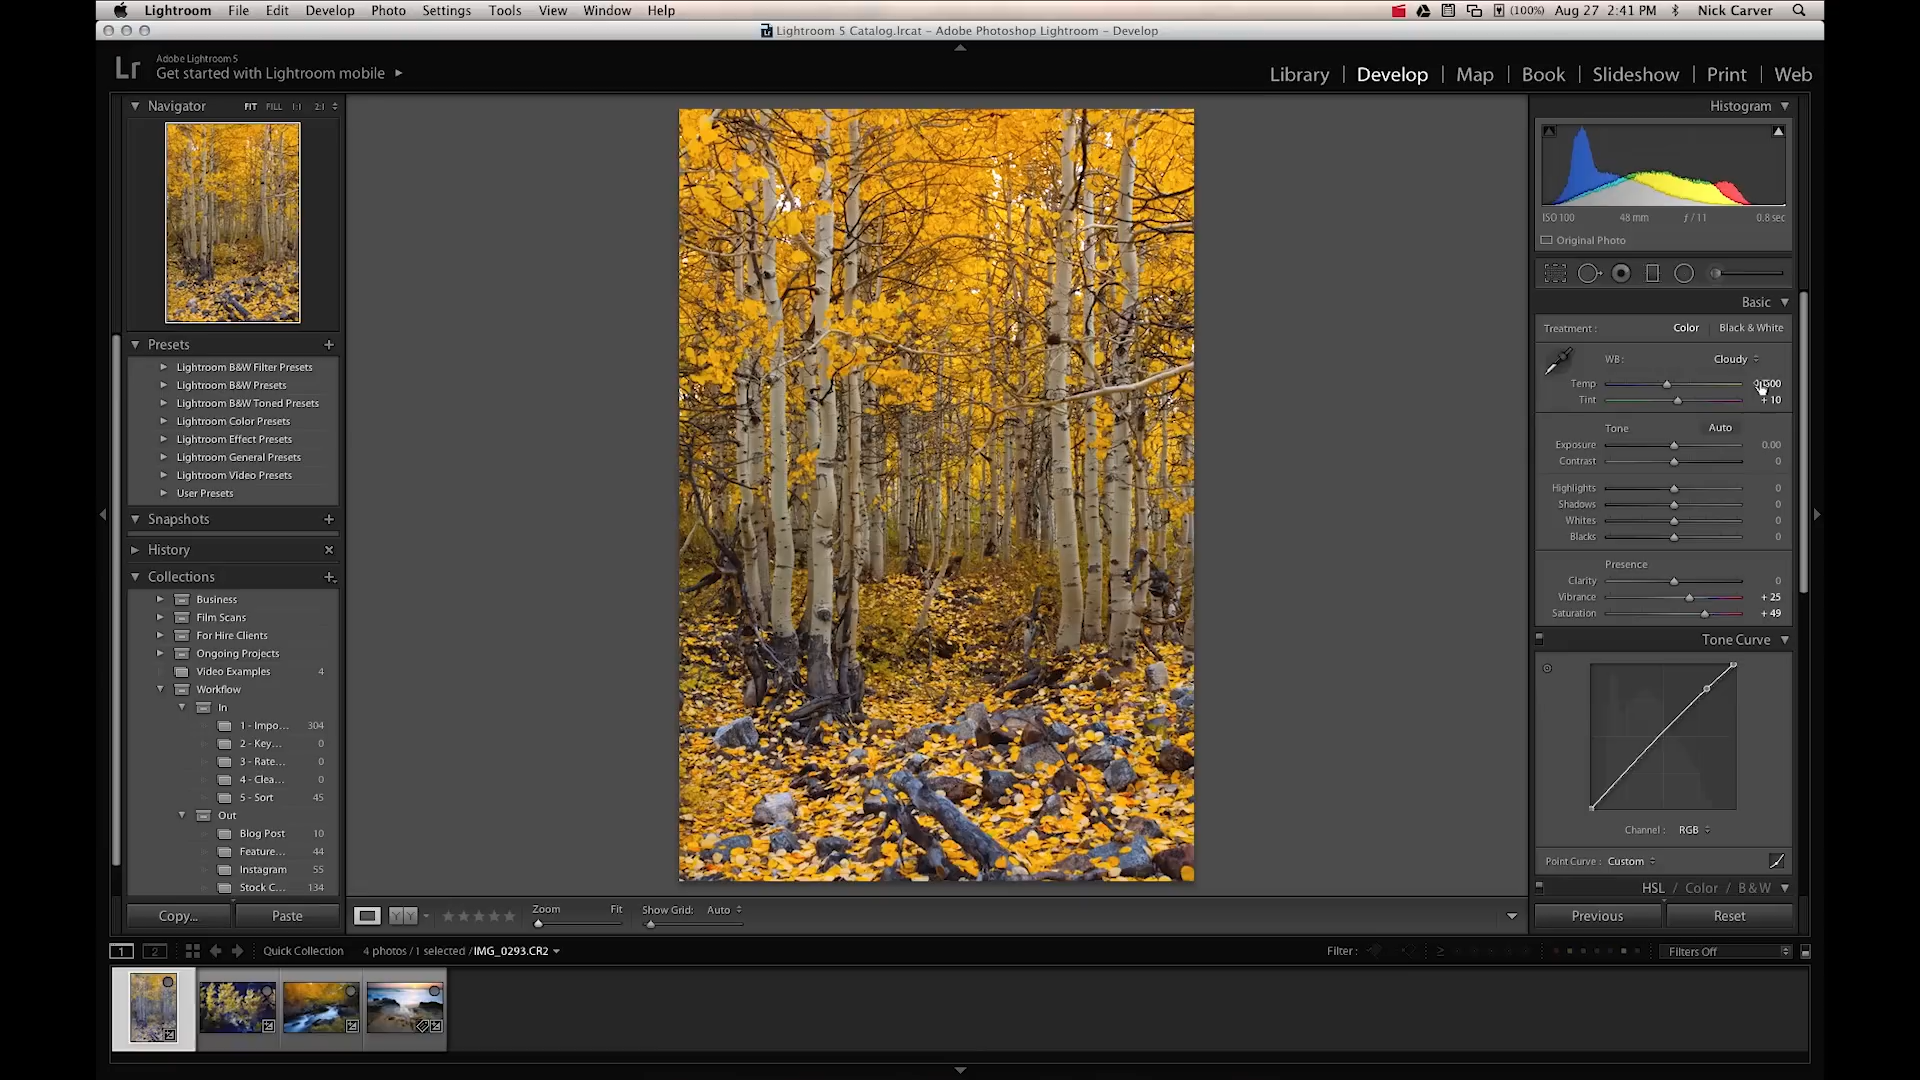 Lightroom File Edit Develop Photo Settings Tools View Window Help (100%) Aug 27 2:41 PM Nick Carver
Lightroom 5 Catalog.lrcat – Adobe Photoshop Lightroom – Develop
Lr Adobe Lightroom 5
Get started with Lightroom mobile
Library | Develop | Map | Book | Slideshow | Print | Web
Navigator FIT FILL 1:1 2:1
Presets +
Lightroom B&W Filter Presets
Lightroom B&W Presets
Lightroom B&W Toned Presets
Lightroom Color Presets
Lightroom Effect Presets
Lightroom General Presets
Lightroom Video Presets
User Presets
Snapshots +
History ×
Collections +
Business
Film Scans
For Hire Clients
Ongoing Projects
Video Examples 4
Workflow
In
1 - Impo... 304
2 - Key... 0
3 - Rate... 0
4 - Clea... 0
5 - Sort 45
Out
Blog Post 10
Feature... 44
Instagram 55
Stock C... 134
Copy... Paste
Zoom Fit Show Grid: Auto
Histogram
ISO 100 48 mm ƒ / 11 0.8 sec
Original Photo
Basic
Treatment : Color Black & White
WB: Cloudy
Temp
Tint + 10
Tone Auto
Exposure 0.00
Contrast 0
Highlights 0
Shadows 0
Whites 0
Blacks 0
Presence
Clarity 0
Vibrance + 25
Saturation + 49
Tone Curve
Channel : RGB
Point Curve : Custom
HSL / Color / B&W
Previous Reset
1 2 Quick Collection 4 photos / 1 selected / IMG_0293.CR2 Filter : ≥ Filters Off